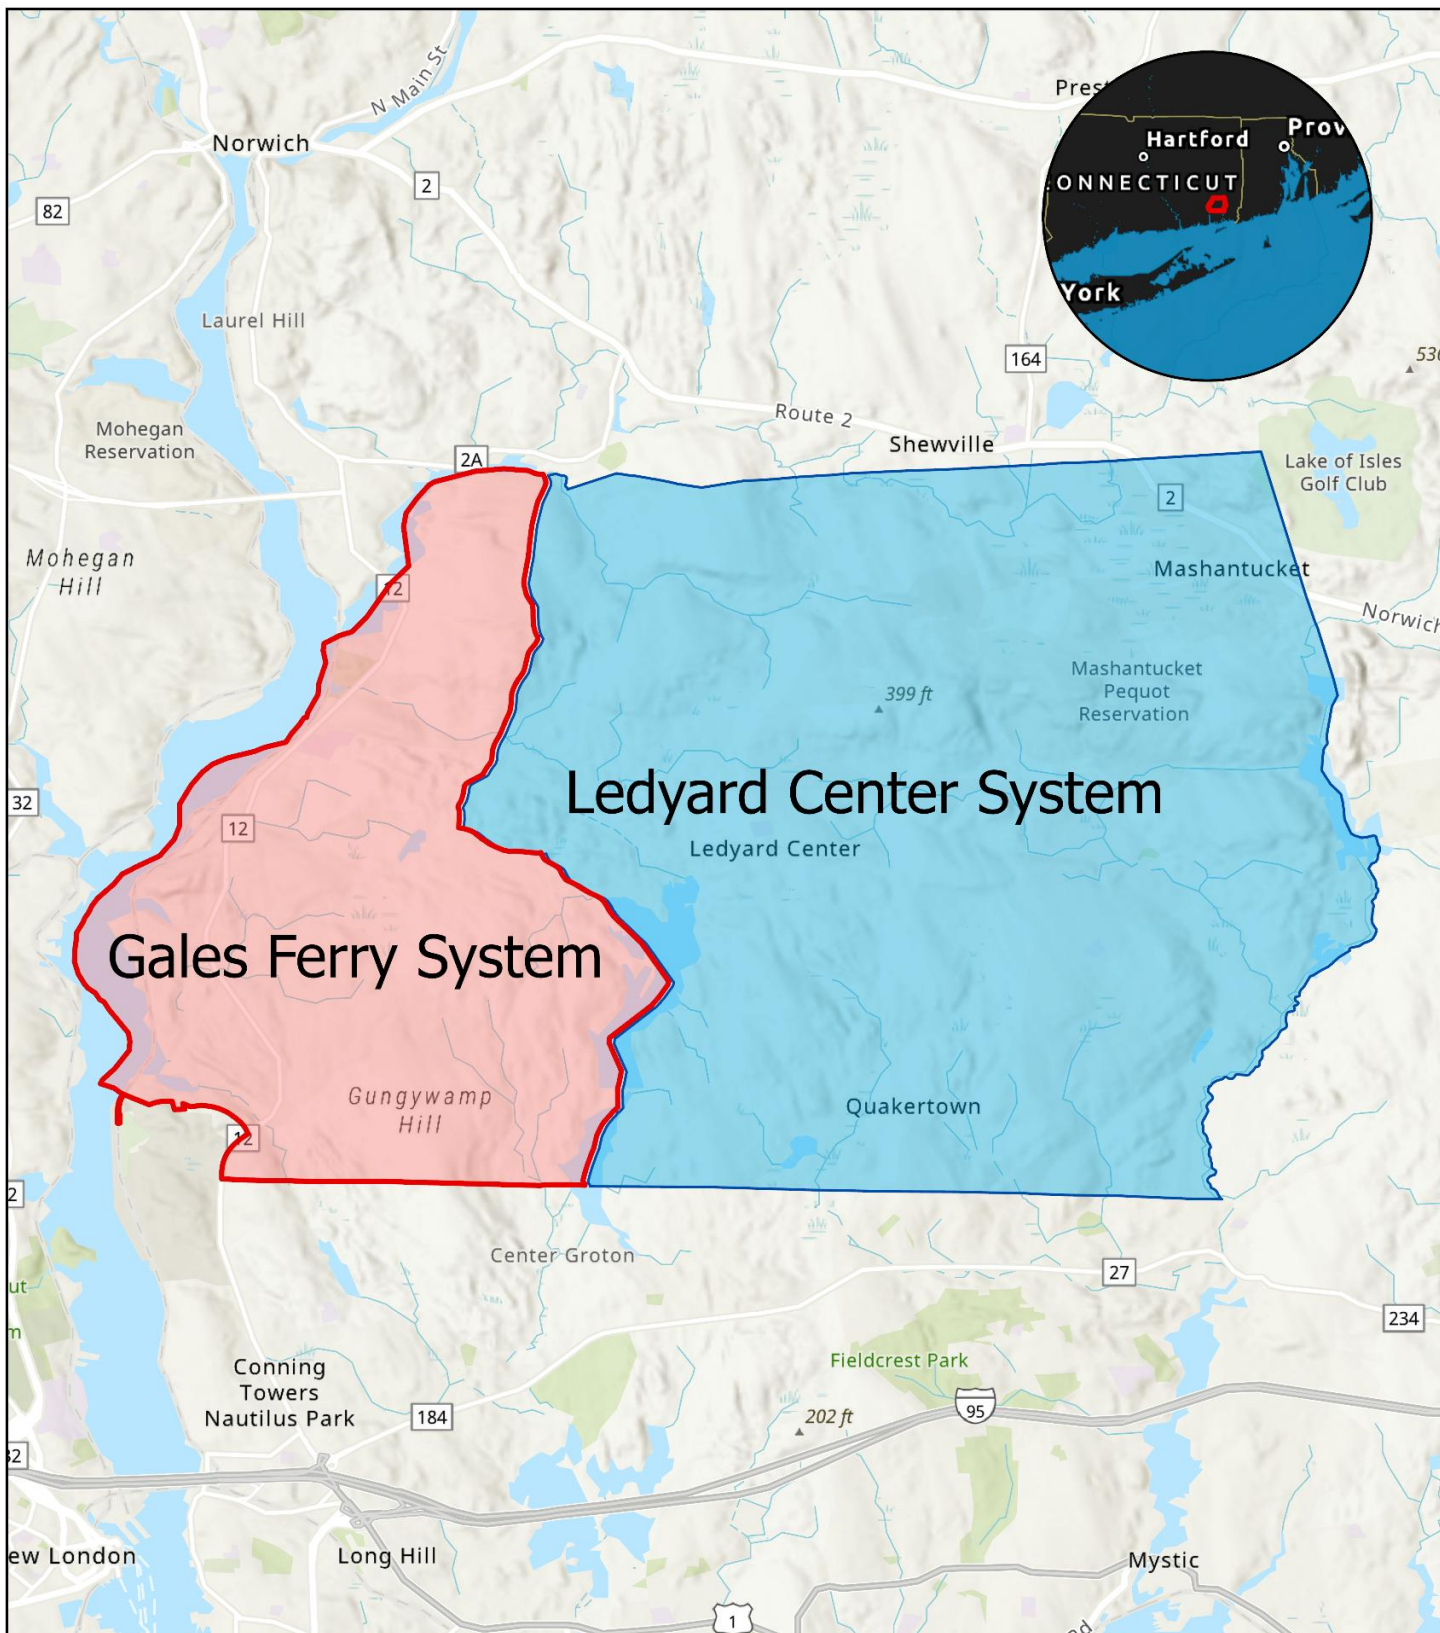 N Main St
Norwich
2
82
Pres
Hartford
Prov
ONNECTICUT
York
Laurel Hill
164
536
Route 2
Mohegan
Reservation
Shewville
2A
Lake of Isles
Golf Club
2
Mohegan
Hill
Mashantucket
12
Norwich
Mashantucket
Pequot
Reservation
399 ft
Ledyard Center System
32
12
Ledyard Center
Gales Ferry System
Gungywamp
Hill
Quakertown
12
2
Center Groton
27
ut
234
m
Fieldcrest Park
Conning
Towers
Nautilus Park
184
95
202 ft
32
ew London
Long Hill
Mystic
1
nd